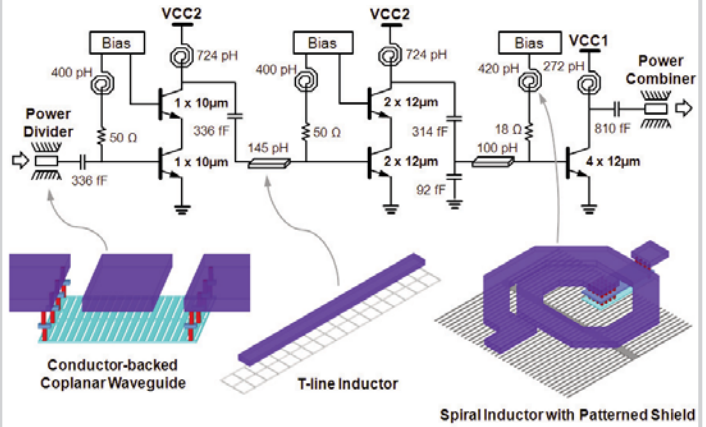 VCC2
VCC2
Bias
724 pH
Bias
724 pH
Bias
VCC1
400 pH
400 pH
420 pH
272 pH
Power
Combiner
Power
Divider
1 x 10μm
2 x 12μm
50 Ω
336 fF
50 Ω
314 fF
18 Ω
810 fF
1 x 10μm
145 pH
2 x 12μm
100 pH
4 x 12μm
336 fF
92 fF
Conductor-backed
Coplanar Waveguide
T-line Inductor
Spiral Inductor with Patterned Shield